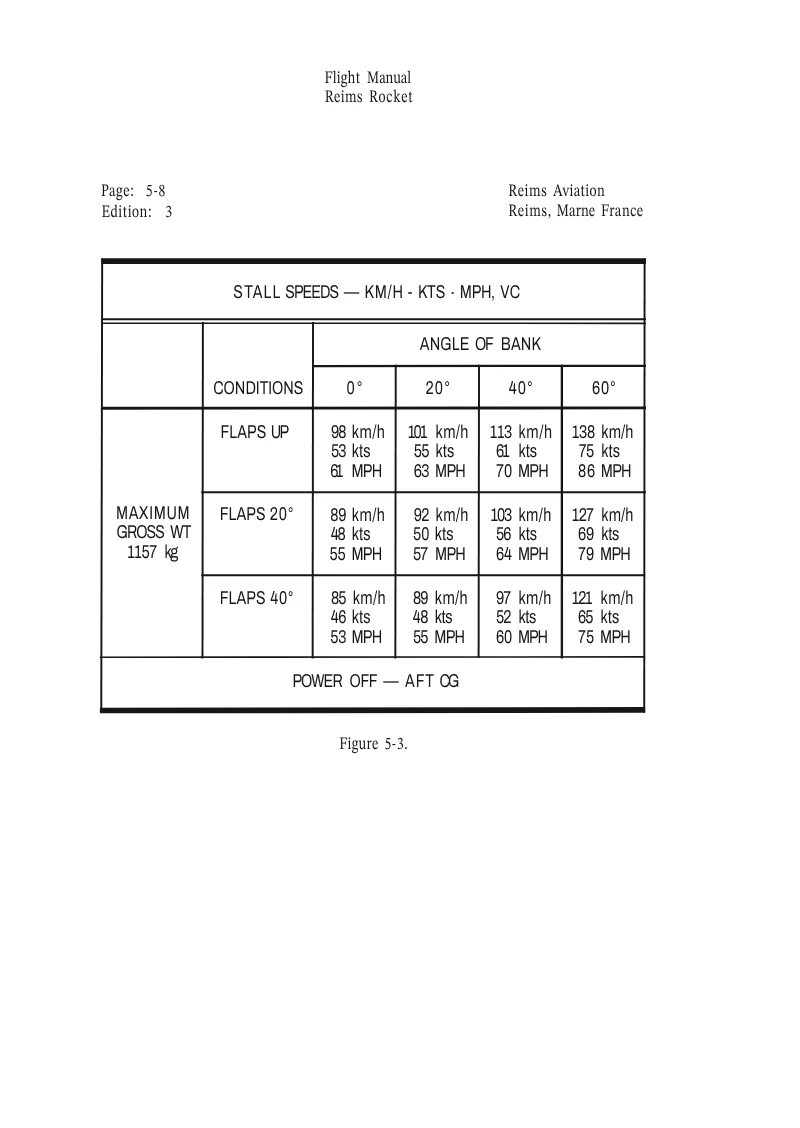 Flight Manual
Reims Rocket
Page: 5-8
Edition: 3
Reims Aviation
Reims, Marne France
STALL SPEEDS — KM/H - KTS - MPH, VC
ANGLE OF BANK
CONDITIONS 0° 20° 40° 60°
MAXIMUM
GROSS WT
1157 kg
FLAPS UP 98 km/h 101 km/h 113 km/h 138 km/h
53 kts 55 kts 61 kts 75 kts
61 MPH 63 MPH 70 MPH 86 MPH
FLAPS 20° 89 km/h 92 km/h 103 km/h 127 km/h
48 kts 50 kts 56 kts 69 kts
55 MPH 57 MPH 64 MPH 79 MPH
FLAPS 40° 85 km/h 89 km/h 97 km/h 121 km/h
46 kts 48 kts 52 kts 65 kts
53 MPH 55 MPH 60 MPH 75 MPH
POWER OFF — AFT CG
Figure 5-3.